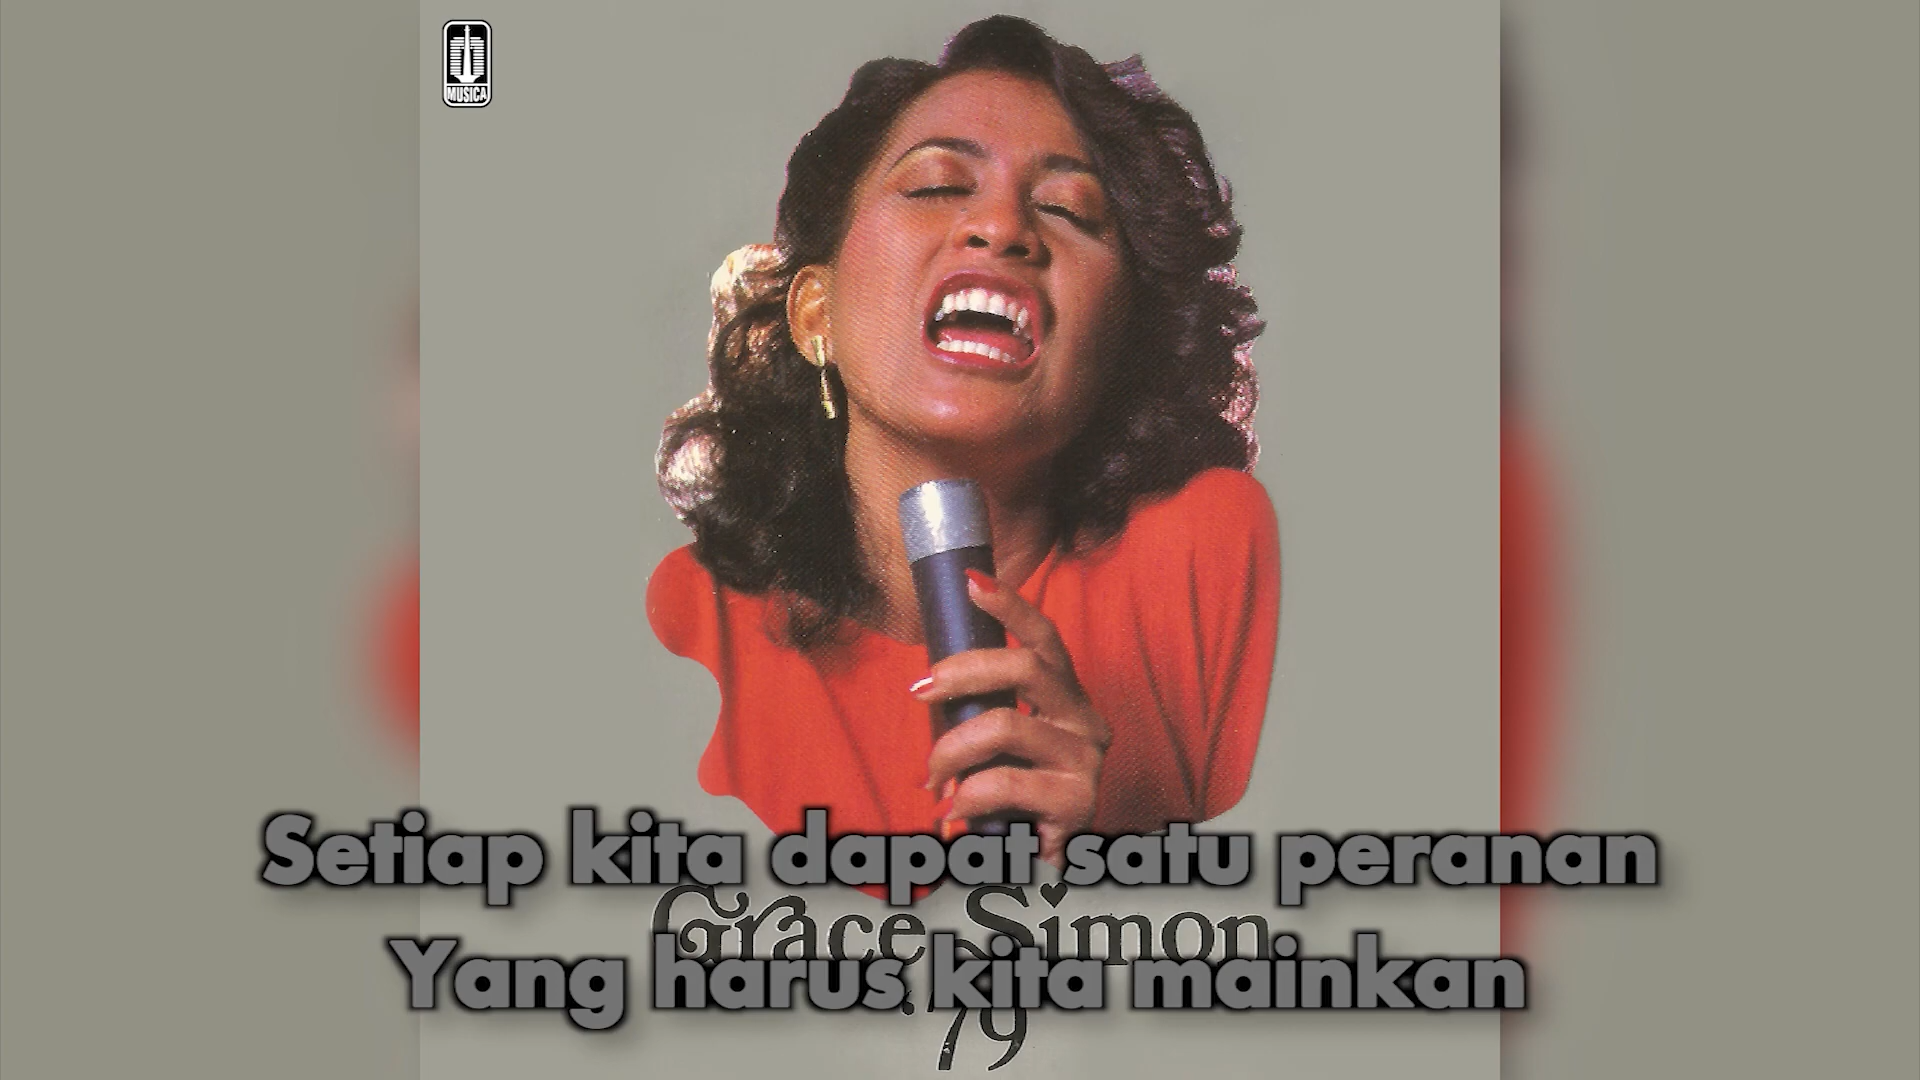 MUSICA
Setiap kita dapat satu peranan
Grace Simon
Yang harus kita mainkan
'79